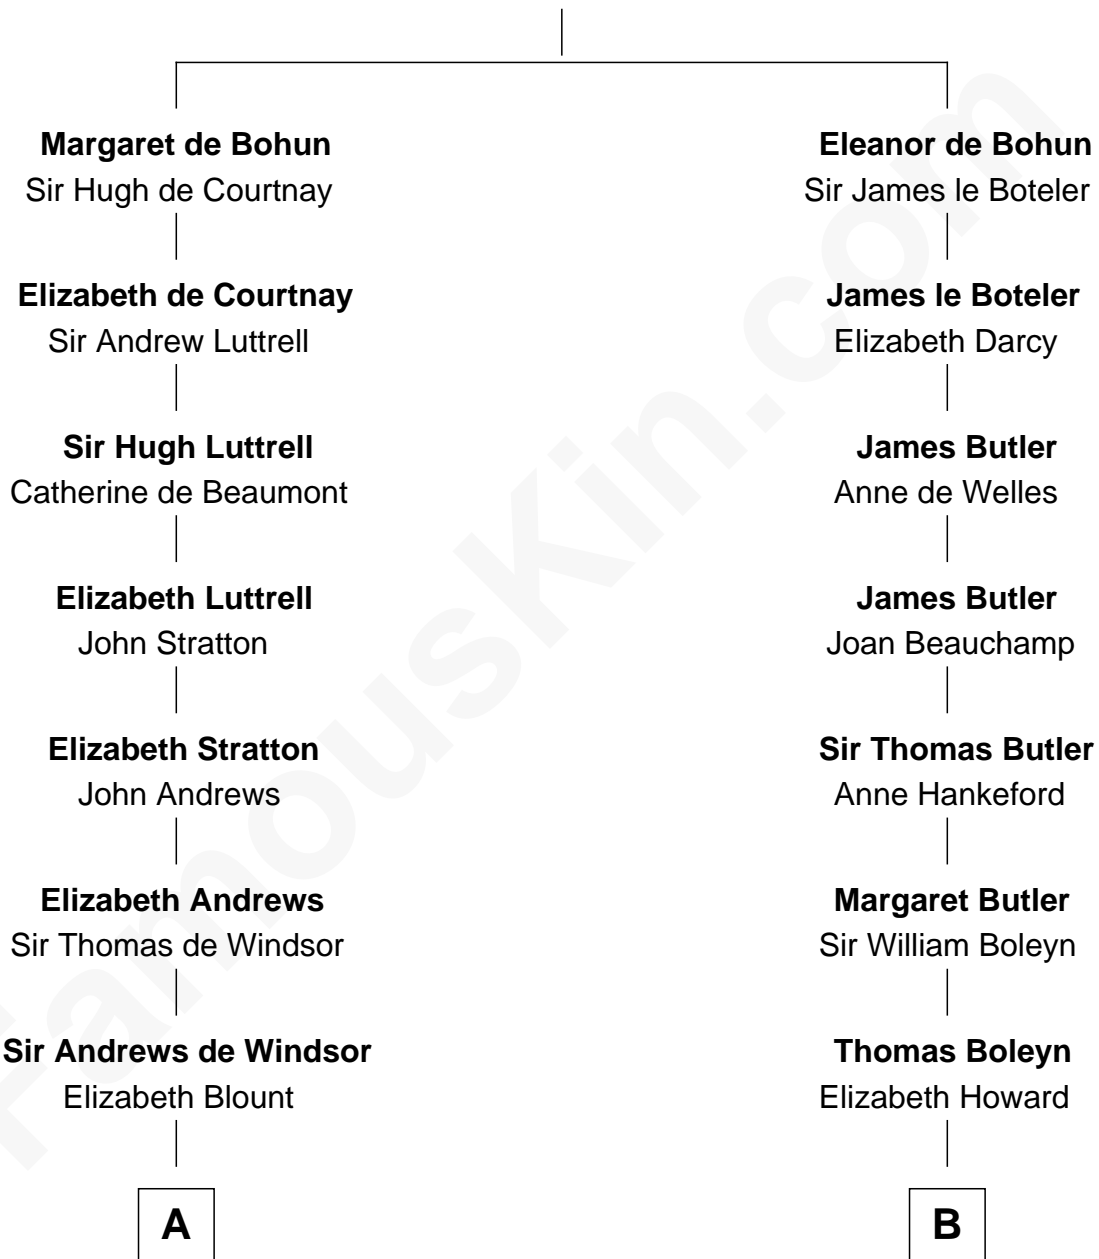 Margaret de Bohun
Sir Hugh de Courtnay
Elizabeth de Courtnay
Sir Andrew Luttrell
Sir Hugh Luttrell
Catherine de Beaumont
Elizabeth Luttrell
John Stratton
Elizabeth Stratton
John Andrews
Elizabeth Andrews
Sir Thomas de Windsor
Sir Andrews de Windsor
Elizabeth Blount
A
Eleanor de Bohun
Sir James le Boteler
James le Boteler
Elizabeth Darcy
James Butler
Anne de Welles
James Butler
Joan Beauchamp
Sir Thomas Butler
Anne Hankeford
Margaret Butler
Sir William Boleyn
Thomas Boleyn
Elizabeth Howard
B
FamousKin.com